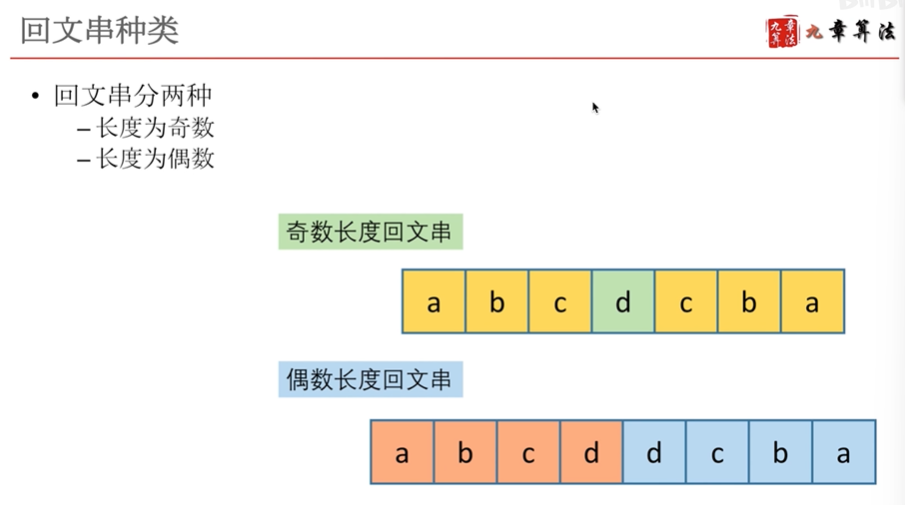 回文串种类
九章算法
九章算法
• 回文串分两种
– 长度为奇数
– 长度为偶数
奇数长度回文串
a b c d c b a
偶数长度回文串
a b c d d c b a